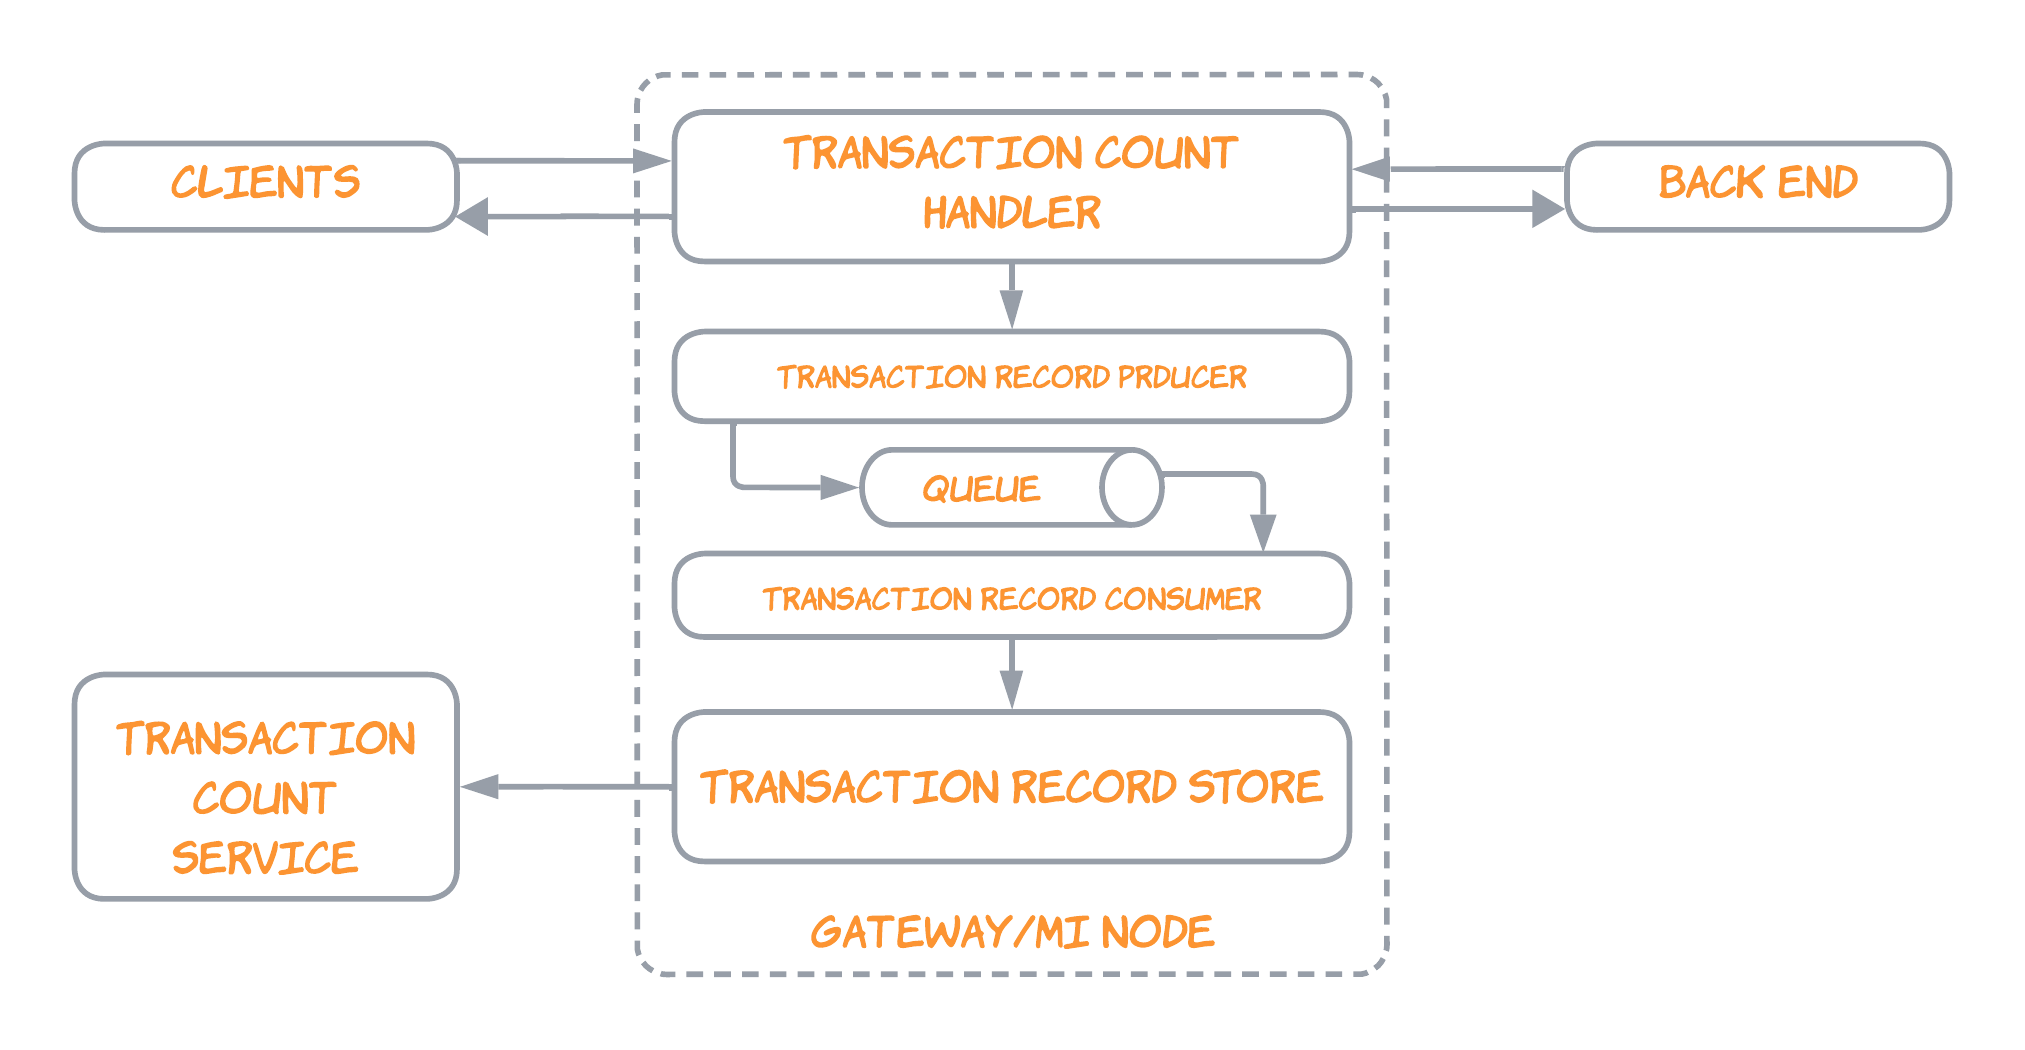 CLIENTS
TRANSACTION COUNT
HANDLER
BACK END
TRANSACTION RECORD PRDUCER
QUEUE
TRANSACTION RECORD CONSUMER
TRANSACTION
COUNT
SERVICE
TRANSACTION RECORD STORE
GATEWAY/MI NODE